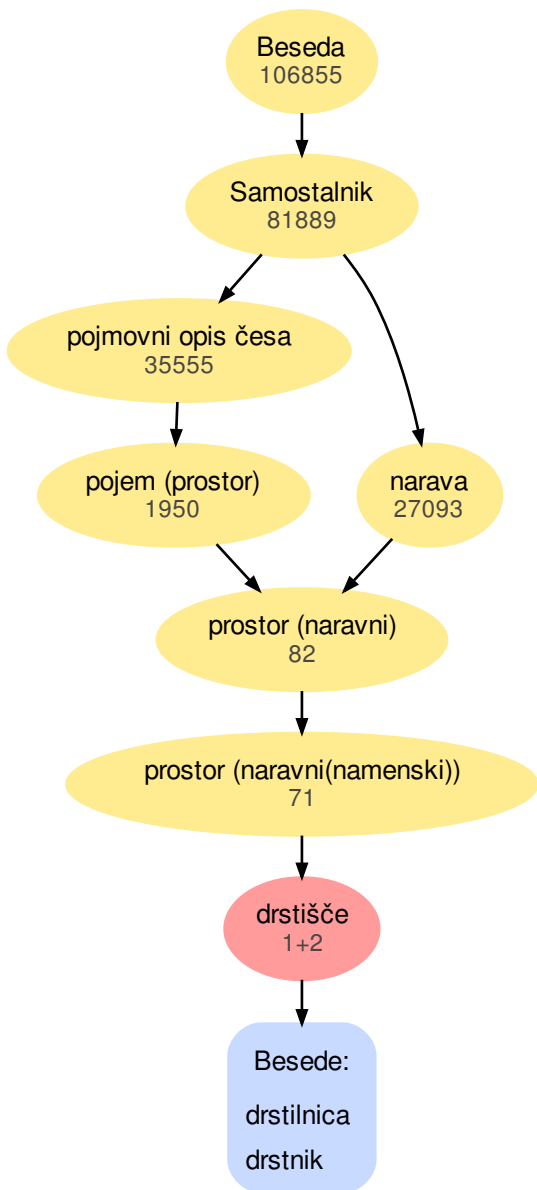 Beseda
106855
Samostalnik
81889
pojmovni opis česa
35555
pojem (prostor)
1950
narava
27093
prostor (naravni)
82
prostor (naravni(namenski))
71
drstišče
1+2
Besede:
drstilnica
drstnik